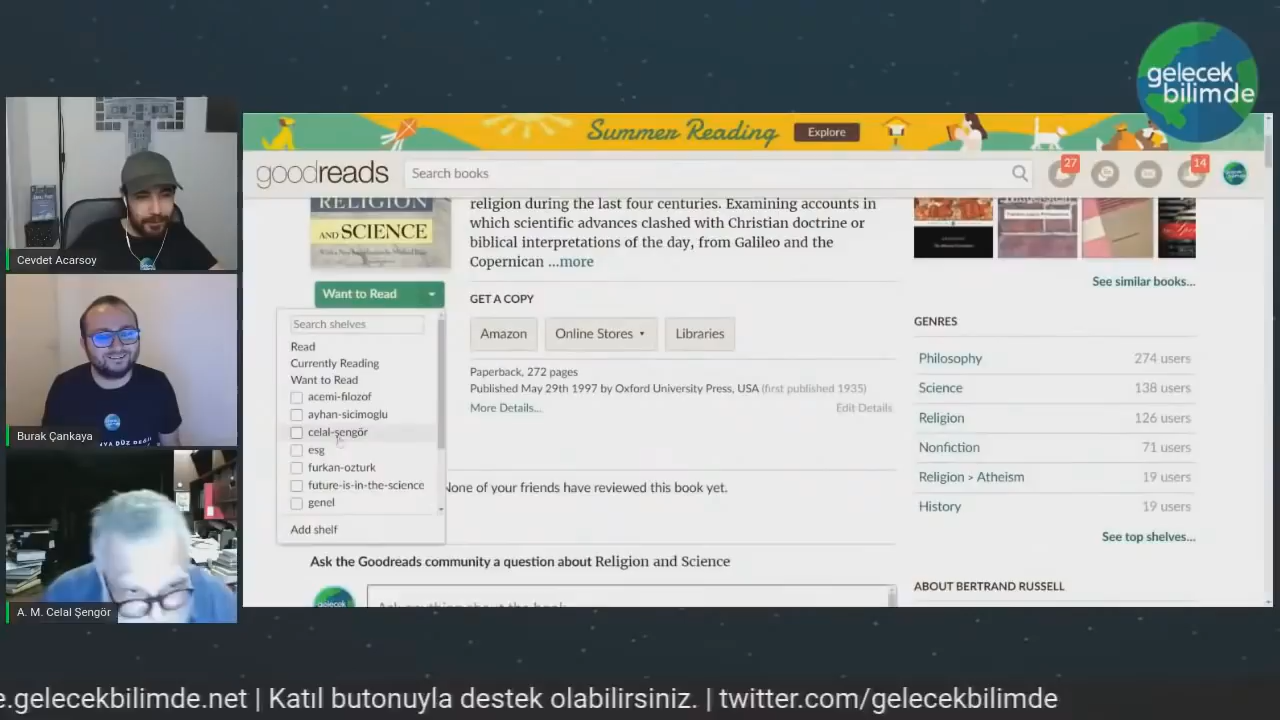 gelecek
bilimde
Cevdet Acarsoy
Burak Çankaya
A. M. Celal Şengör
Summer Reading
Explore
goodreads
Search books
27
14
RELIGION
AND SCIENCE
religion during the last four centuries. Examining accounts in
which scientific advances clashed with Christian doctrine or
biblical interpretations of the day, from Galileo and the
Copernican ...more
Want to Read
Search shelves
Read
Currently Reading
Want to Read
acemi-filozof
ayhan-sicimoglu
celal-şengör
esg
furkan-ozturk
future-is-in-the-science
genel
Add shelf
GET A COPY
Amazon
Online Stores
Libraries
Paperback, 272 pages
Published May 29th 1997 by Oxford University Press, USA (first published 1935)
More Details...
Edit Details
None of your friends have reviewed this book yet.
Ask the Goodreads community a question about Religion and Science
See similar books...
GENRES
Philosophy 274 users
Science 138 users
Religion 126 users
Nonfiction 71 users
Religion > Atheism 19 users
History 19 users
See top shelves...
ABOUT BERTRAND RUSSELL
e.gelecekbilimde.net | Katıl butonuyla destek olabilirsiniz. | twitter.com/gelecekbilimde